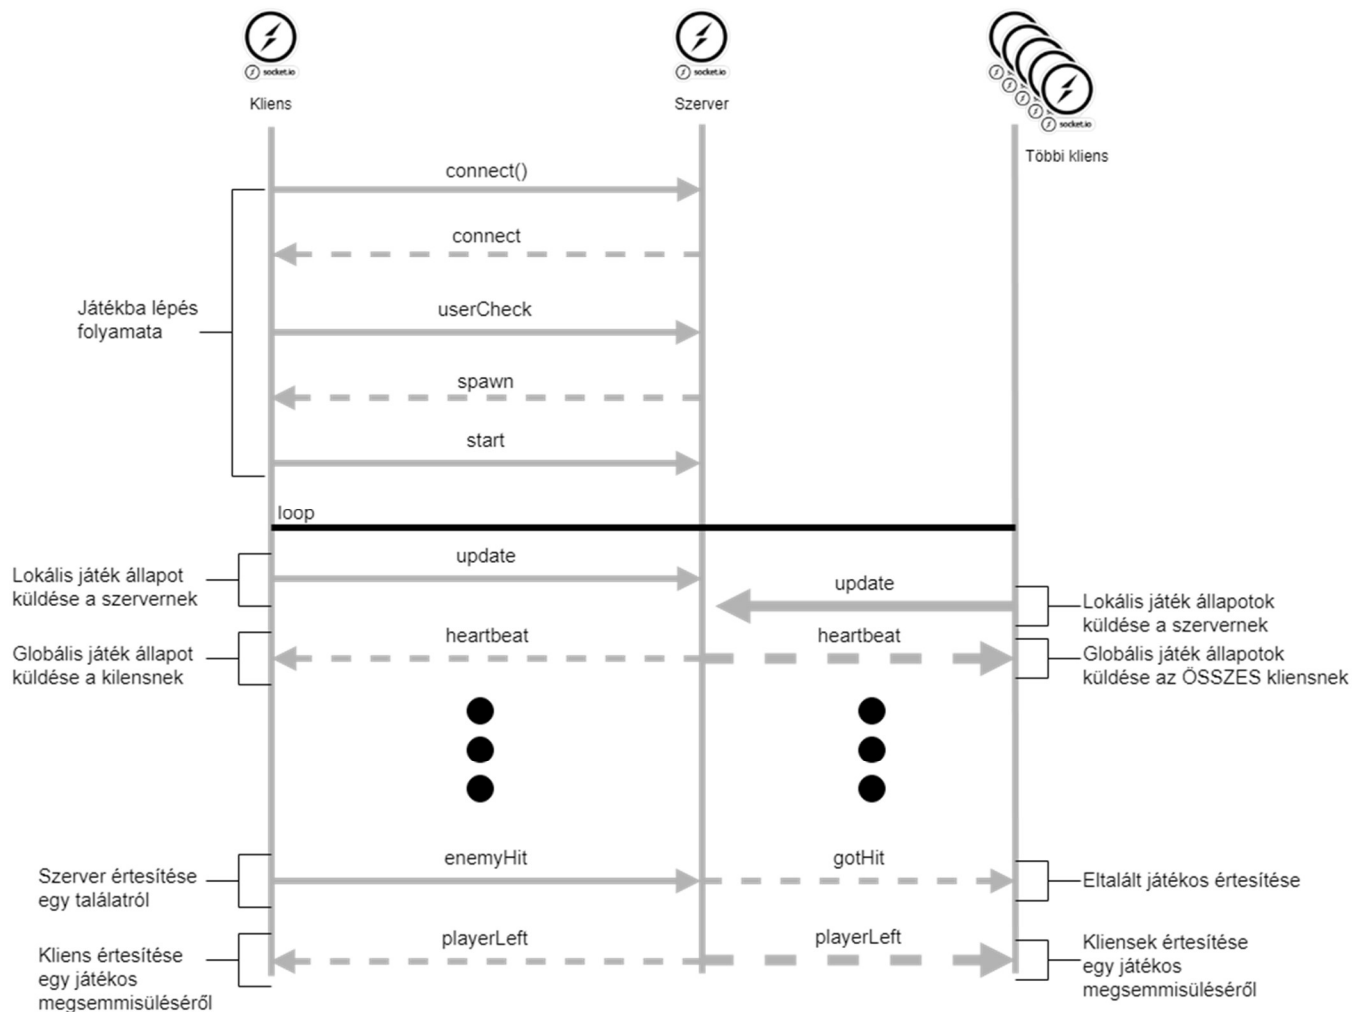 socket.io
socket.io
socket.io
Kliens
Szerver
Többi kliens
connect()
connect
userCheck
Játékba lépés
folyamata
spawn
start
loop
update
Lokális játék állapot
küldése a szervernek
update
Lokális játék állapotok
küldése a szervernek
heartbeat
heartbeat
Globális játék állapot
küldése a kilensnek
Globális játék állapotok
küldése az ÖSSZES kliensnek
enemyHit
gotHit
Szerver értesítése
egy találatról
Eltalált játékos értesítése
playerLeft
playerLeft
Kliens értesítése
egy játékos
megsemmisüléséről
Kliensek értesítése
egy játékos
megsemmisüléséről